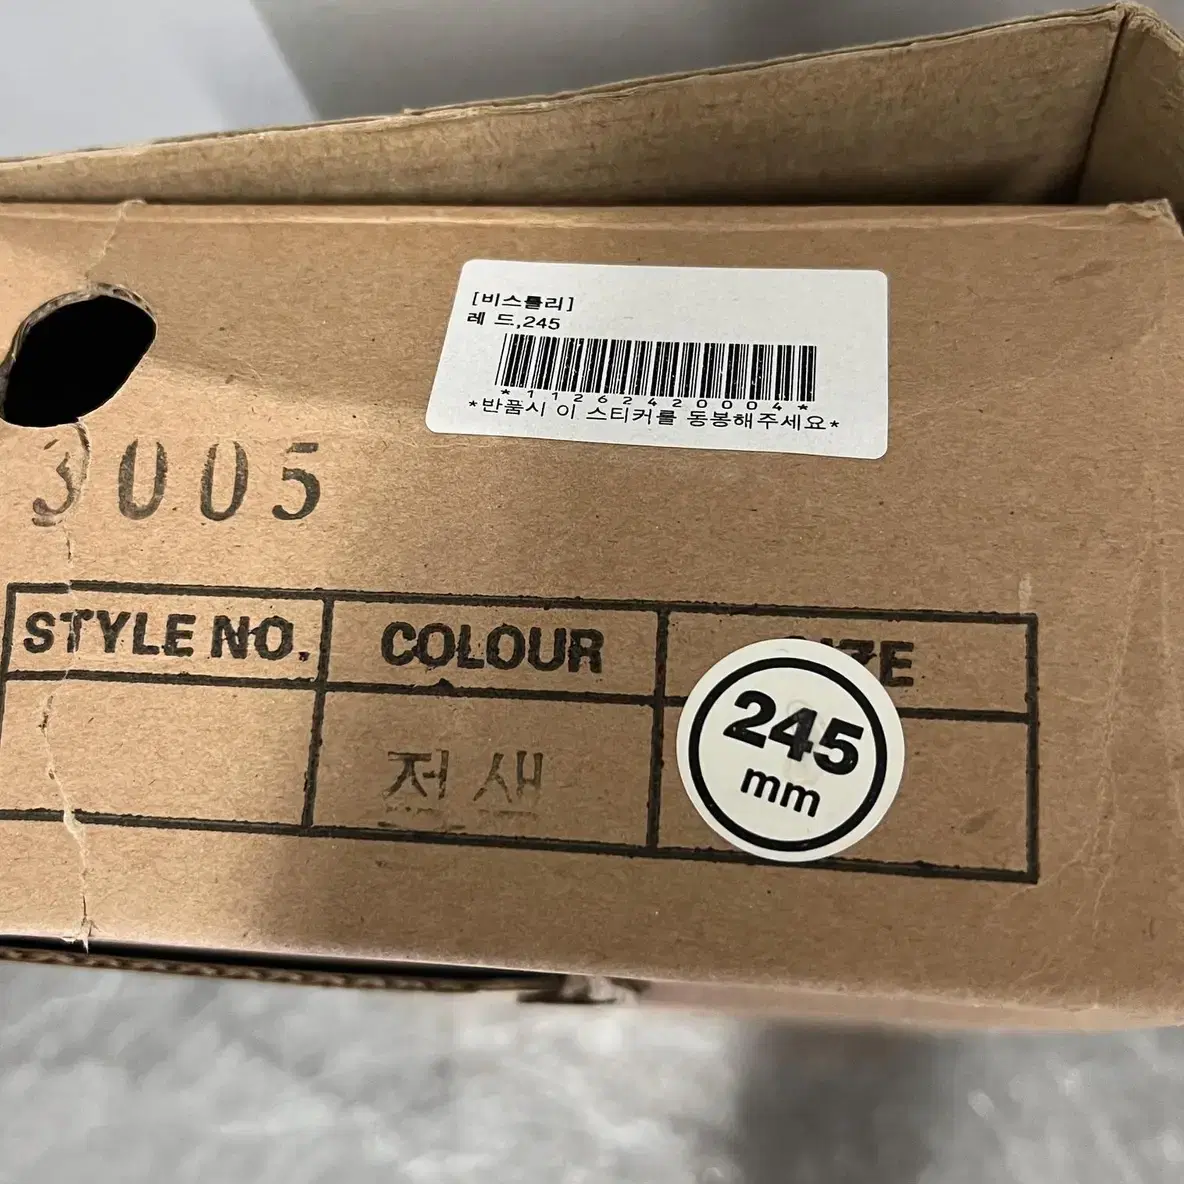 [비스틀리]
레 드,245
*11262420004*
*반품시 이 스티커를 동봉해주세요*
3005
STYLE NO. COLOUR SIZE
적색
245
mm